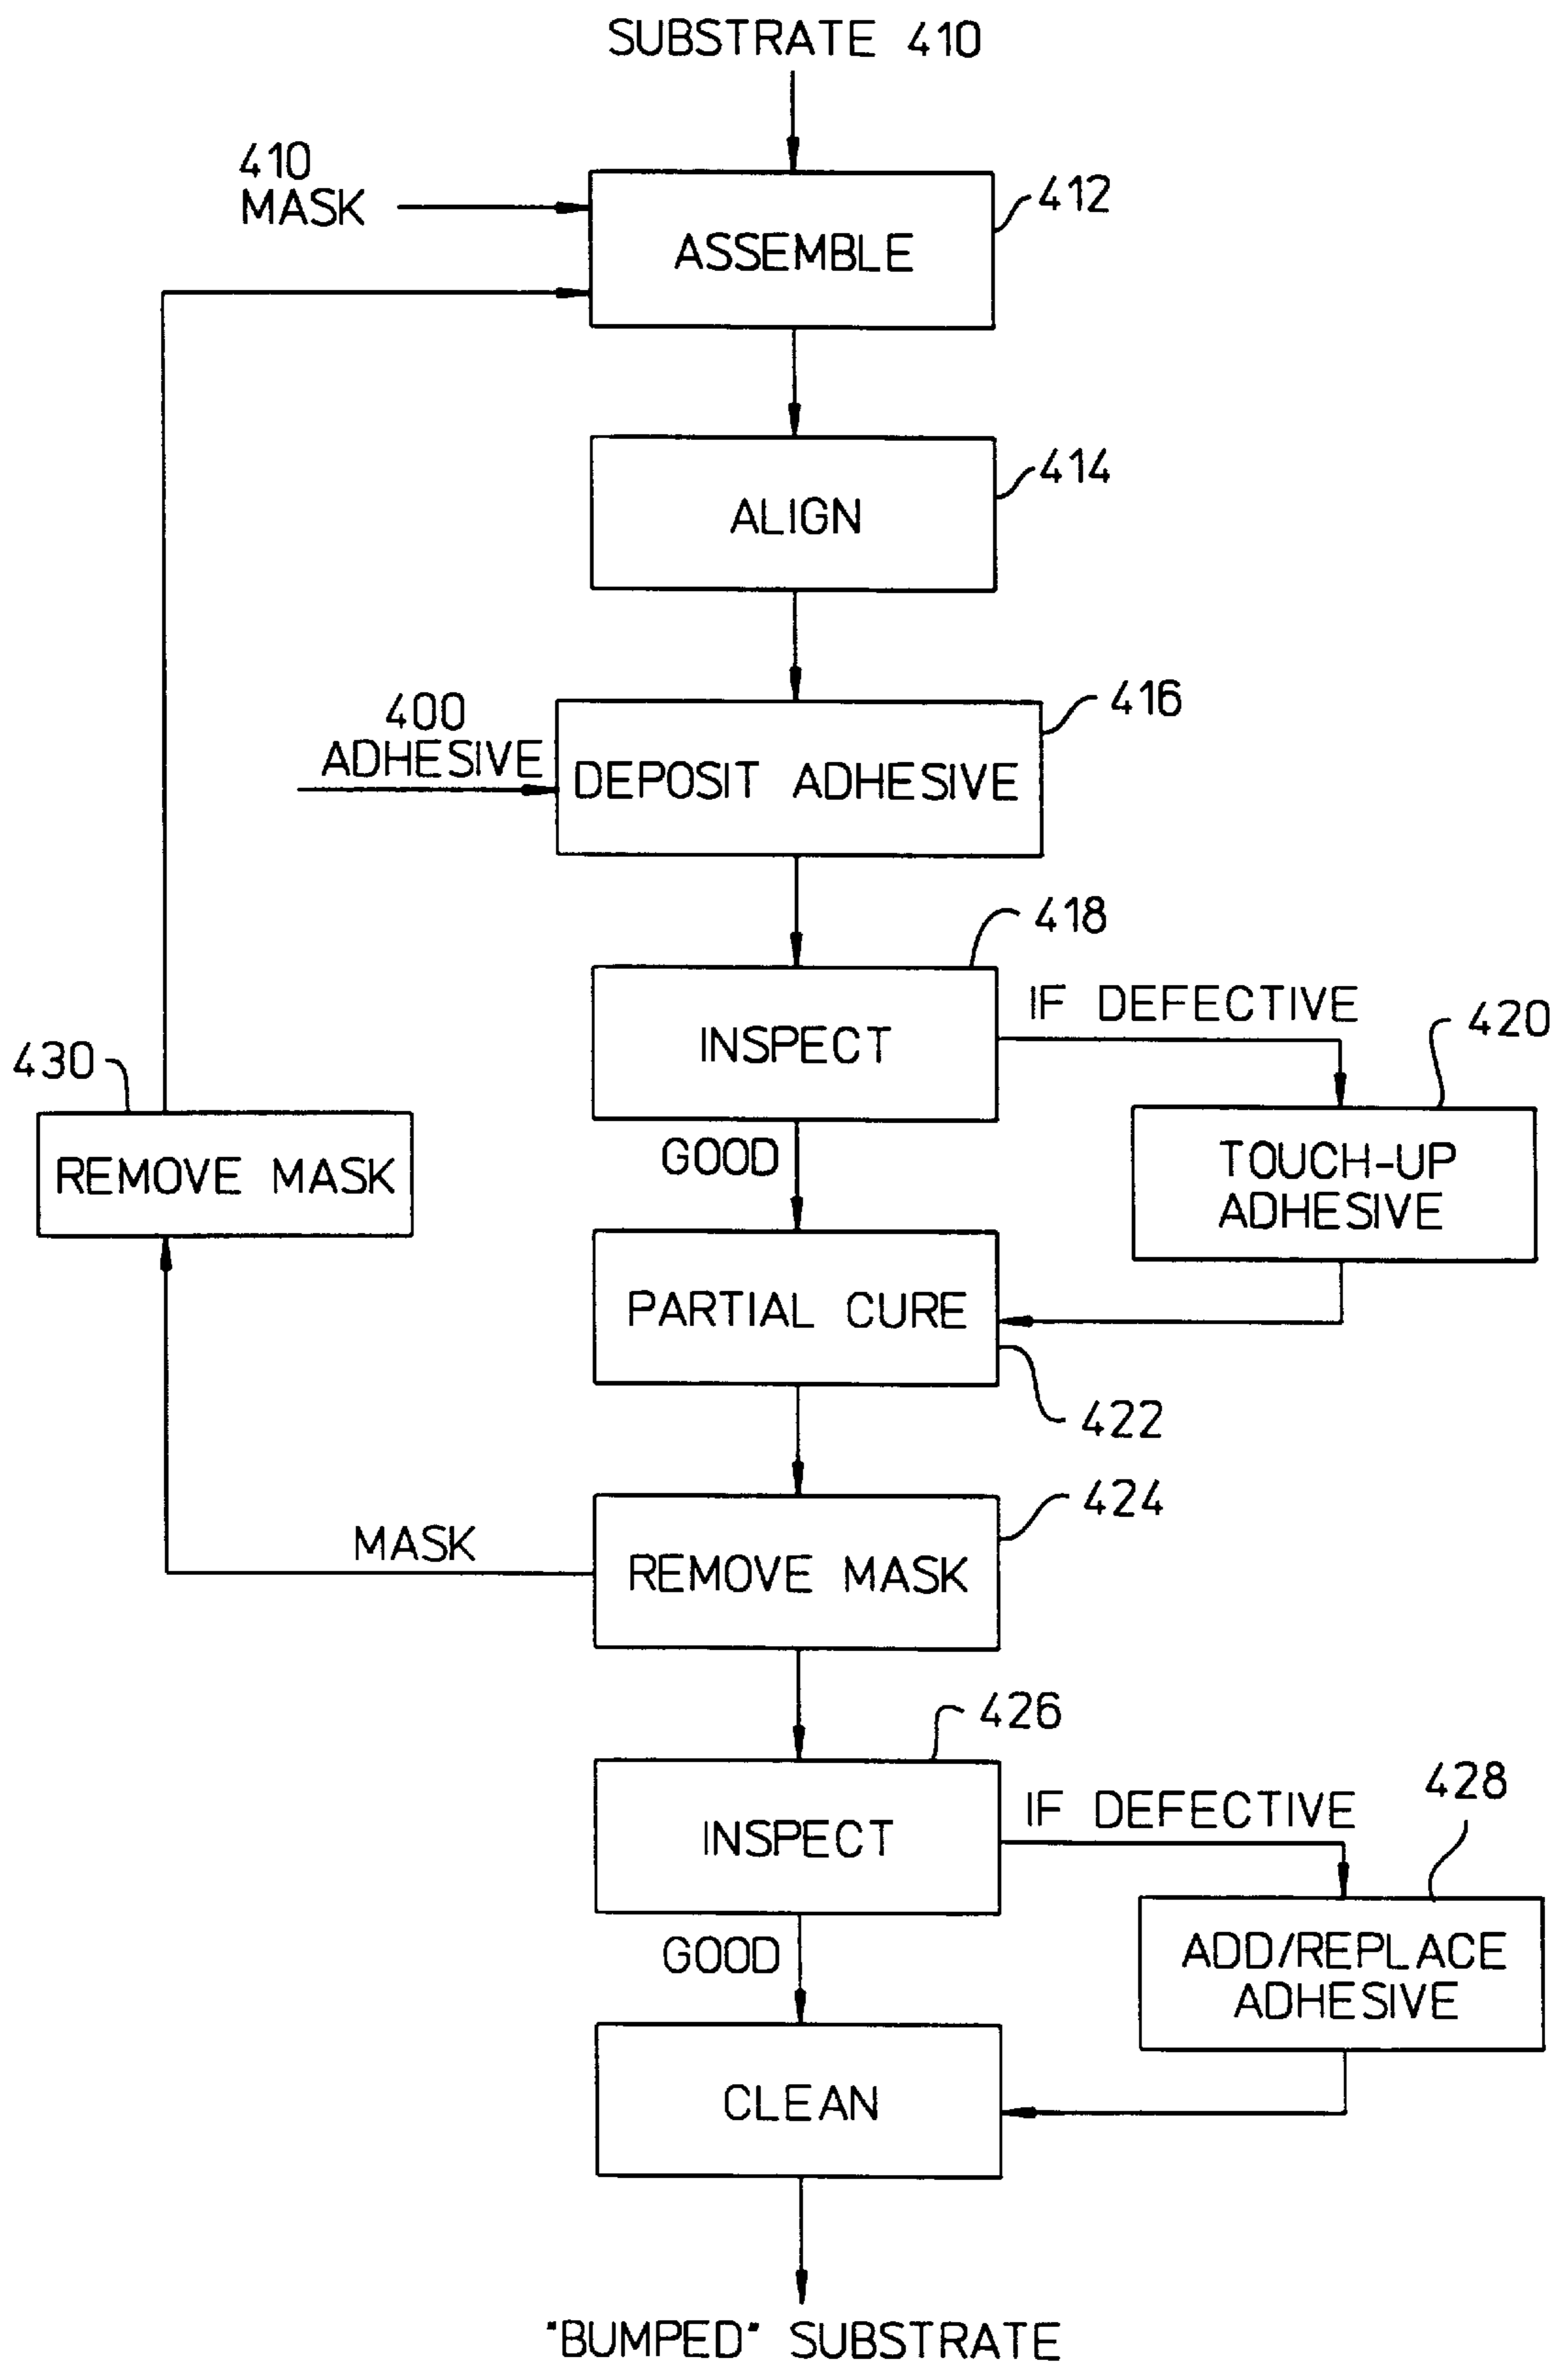 SUBSTRATE 410
410
MASK
412
ASSEMBLE
414
ALIGN
416
400
ADHESIVE
DEPOSIT ADHESIVE
418
IF DEFECTIVE
420
INSPECT
430
GOOD
TOUCH-UP
ADHESIVE
REMOVE MASK
PARTIAL CURE
422
424
MASK
REMOVE MASK
426
IF DEFECTIVE
428
INSPECT
GOOD
ADD/REPLACE
ADHESIVE
CLEAN
"BUMPED" SUBSTRATE